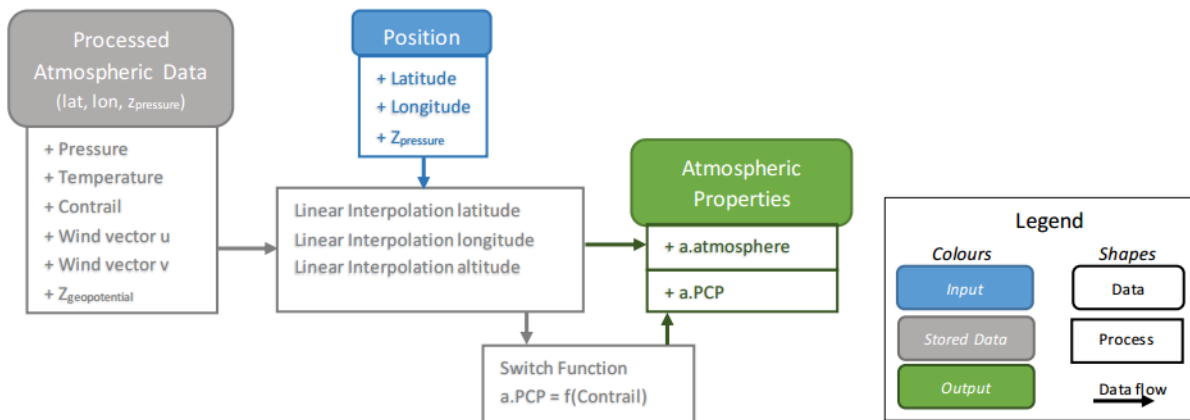 Processed
Atmospheric Data
(lat, lon, zpressure)
+ Pressure
+ Temperature
+ Contrail
+ Wind vector u
+ Wind vector v
+ Zgeopotential
Position
+ Latitude
+ Longitude
+ Zpressure
Linear Interpolation latitude
Linear Interpolation longitude
Linear Interpolation altitude
Switch Function
a.PCP = f(Contrail)
Atmospheric
Properties
+ a.atmosphere
+ a.PCP
Legend
Colours
Shapes
Input
Data
Stored Data
Process
Output
Data flow